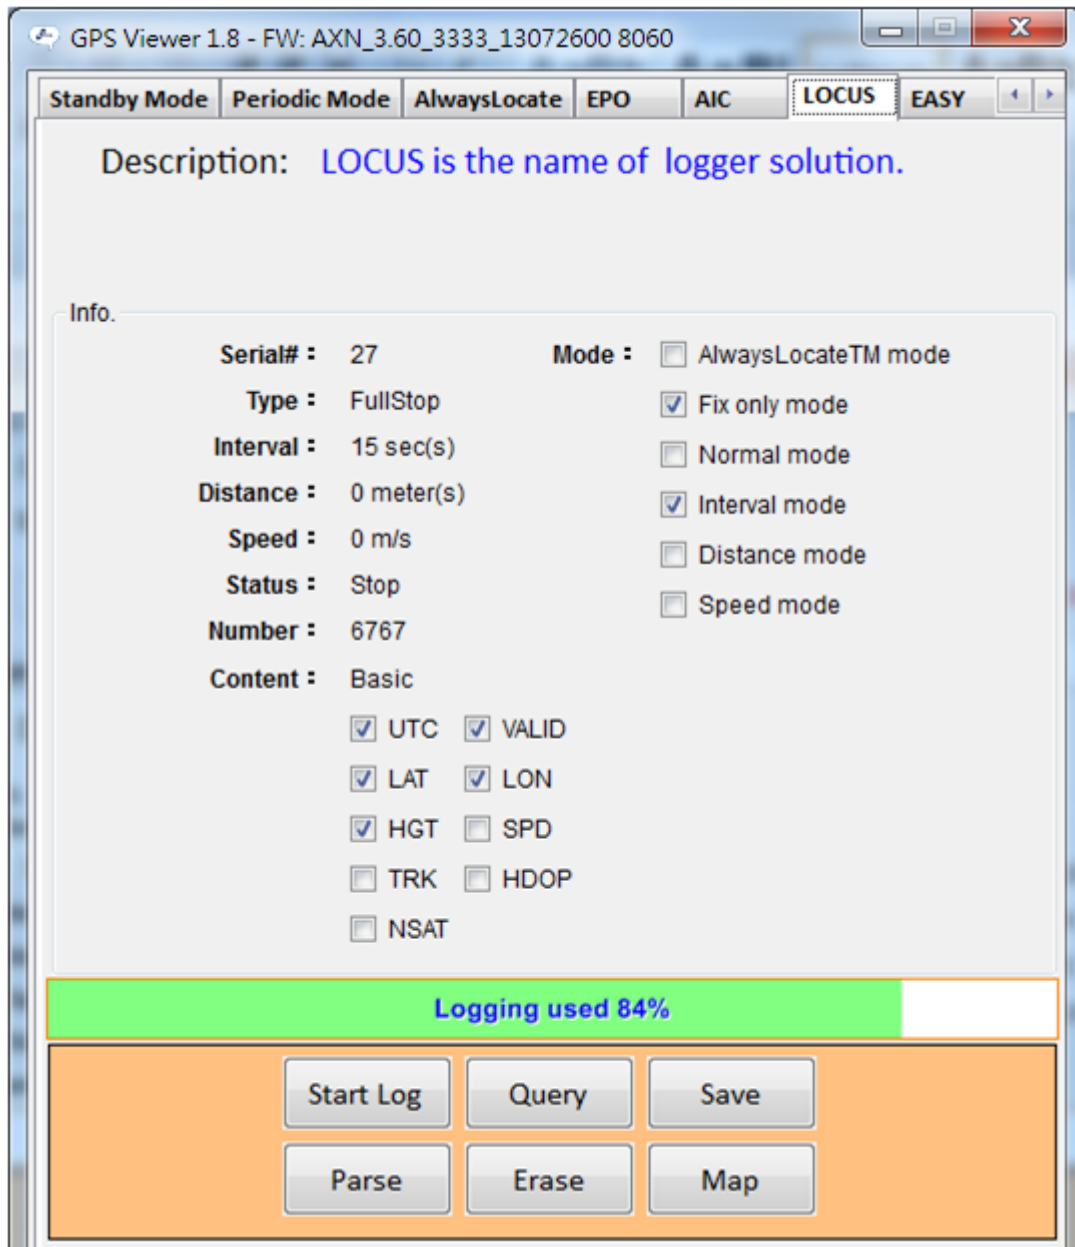 GPS Viewer 1.8 - FW: AXN_3.60_3333_13072600 8060
Standby Mode Periodic Mode AlwaysLocate EPO AIC LOCUS EASY
Description: LOCUS is the name of logger solution.
Info.
Serial# : 27 Mode : AlwaysLocateTM mode
Type : FullStop Fix only mode
Interval : 15 sec(s) Normal mode
Distance : 0 meter(s) Interval mode
Speed : 0 m/s Distance mode
Status : Stop Speed mode
Number : 6767
Content : Basic
UTC VALID
LAT LON
HGT SPD
TRK HDOP
NSAT
Logging used 84%
Start Log Query Save
Parse Erase Map